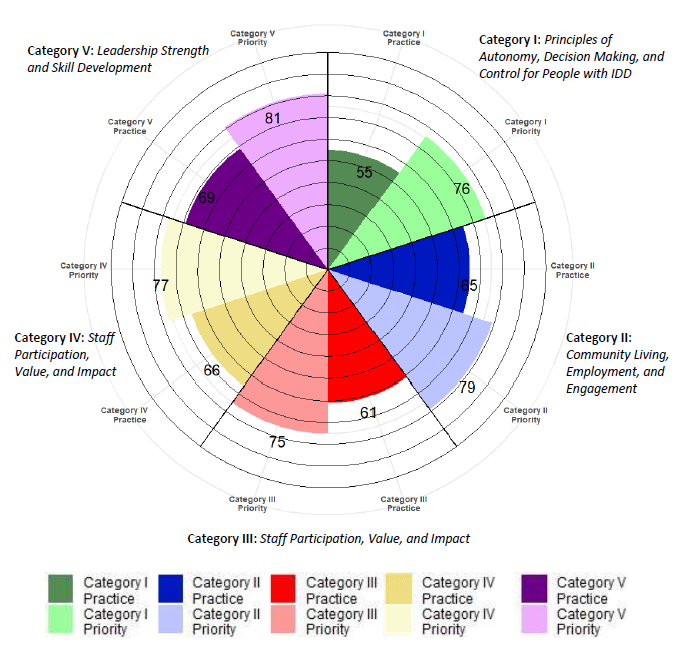 Category V: Leadership Strength
and Skill Development
Category V
Priority
Category I
Practice
Category I: Principles of
Autonomy, Decision Making, and
Control for People with IDD
Category V
Practice
Category I
Priority
81
55
76
69
Category IV
Priority
77
65
Category II
Practice
Category IV: Staff
Participation,
Value, and Impact
Category II:
Community Living,
Employment, and
Engagement
66
79
Category IV
Practice
61
75
Category II
Priority
Category III
Priority
Category III
Practice
Category III: Staff Participation, Value, and Impact
Category I
Practice
Category II
Practice
Category III
Practice
Category IV
Practice
Category V
Practice
Category I
Priority
Category II
Priority
Category III
Priority
Category IV
Priority
Category V
Priority